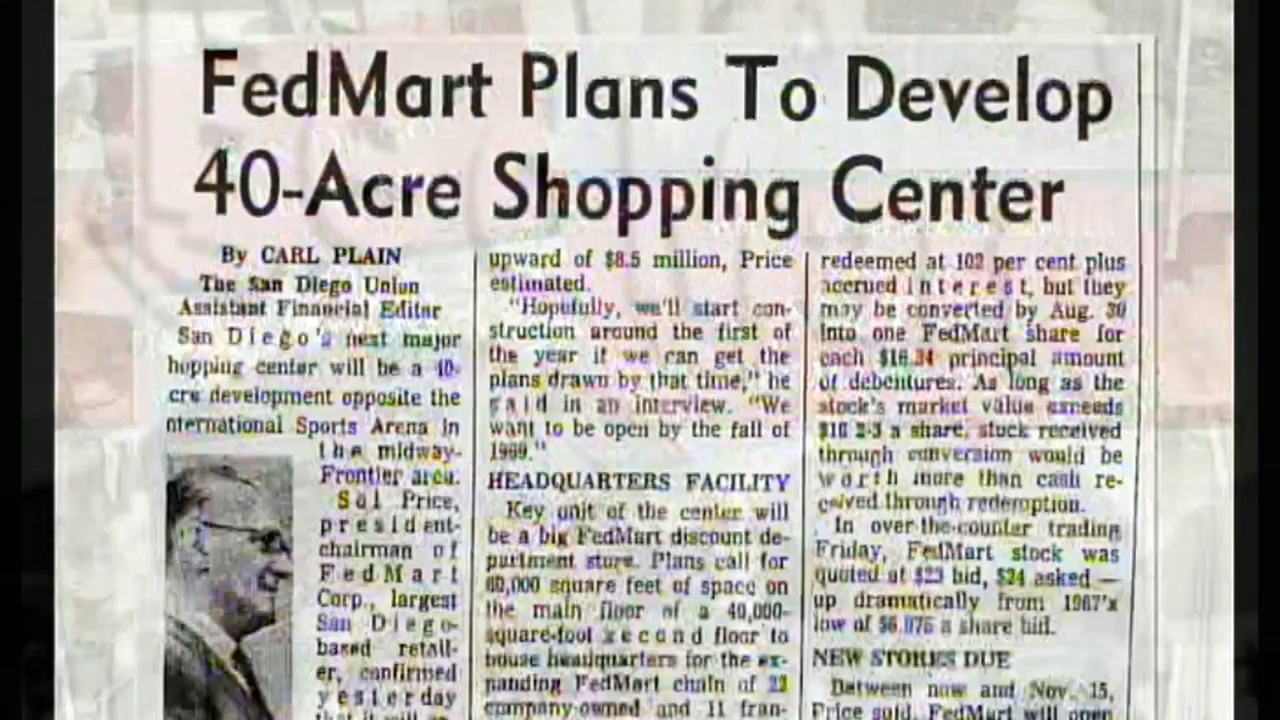 FedMart Plans To Develop
40-Acre Shopping Center
By CARL PLAIN
The San Diego Union
Assistant Financial Editor
San Diego's next major
hopping center will be a 40-
cre development opposite the
nternational Sports Arena in
the midway-
Frontier area.
Sol Price,
president-
chairman of
FedMart
Corp., largest
San Diego-
based retail-
er, confirmed
yesterday
upward of $8.5 million, Price
estimated.
"Hopefully, we'll start con-
struction around the first of
the year if we can get the
plans drawn by that time," he
said in an interview. "We
want to be open by the fall of
1969."
HEADQUARTERS FACILITY
Key unit of the center will
be a big FedMart discount de-
partment store. Plans call for
square feet of space on
the main floor of a 40,000-
square-foot second floor to
house headquarters for the ex-
panding FedMart chain of
company-owned and 11 fran-
redeemed at 102 per cent plus
accrued interest, but they
may be converted by Aug. 30
into one FedMart share for
each $16.34 principal amount
of debentures. As long as the
stock's market value exceeds
$16 2-3 a share, stock received
through conversion would be
worth more than cash re-
ceived through redemption.
In over-the-counter trading
Friday, FedMart stock was
quoted at $23 bid, $24 asked —
up dramatically from 1967's
low of $6.875 a share bid.
NEW STORES DUE
Between now and Nov. 15,
Price said, FedMart will open